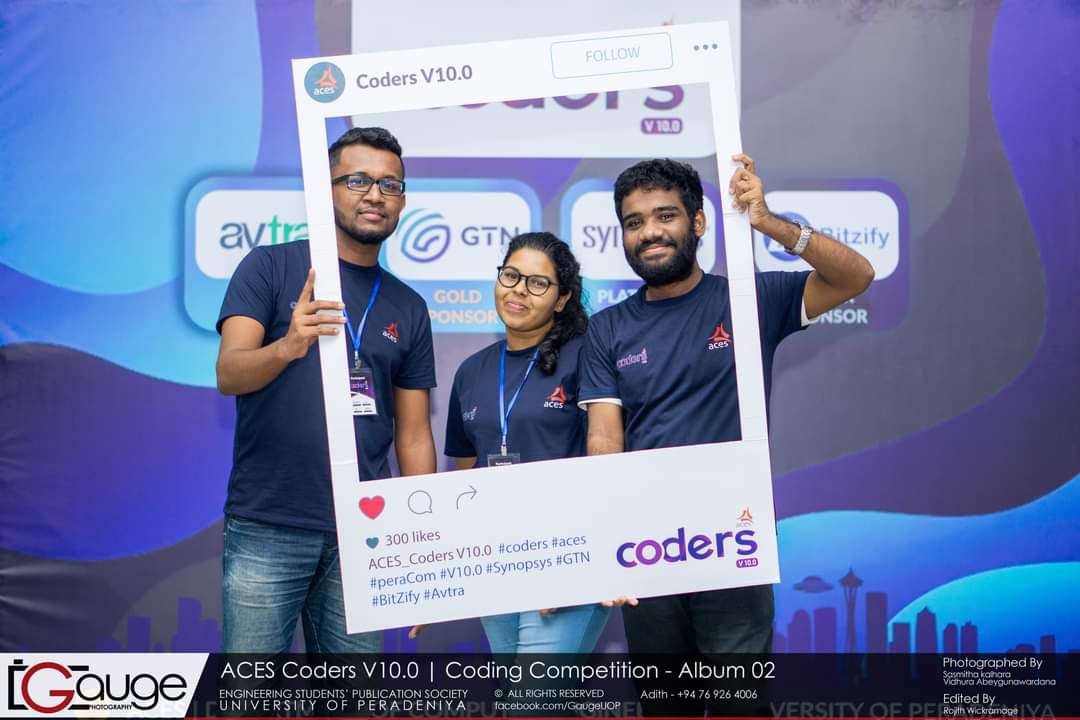 aces
Coders V10.0
FOLLOW
V 10.0
GTN
Bitzify
GOLD
aces
coders
aces
aces
coders
300 likes
ACES_Coders V10.0 #coders #aces
#peraCom #V10.0 #Synopsys #GTN
#BitZify #Avtra
aces
coders
V 10.0
Gauge
PHOTOGRAPHY
ACES Coders V10.0 | Coding Competition - Album 02
ENGINEERING STUDENTS' PUBLICATION SOCIETY © ALL RIGHTS RESERVED Adith - +94 76 926 4006
UNIVERSITY OF PERADENIYA facebook.com/GaugeUOP
Photographed By
Sasmitha kalhara
Vidhura Abeygunawardana
Edited By
Rojith Wickramage